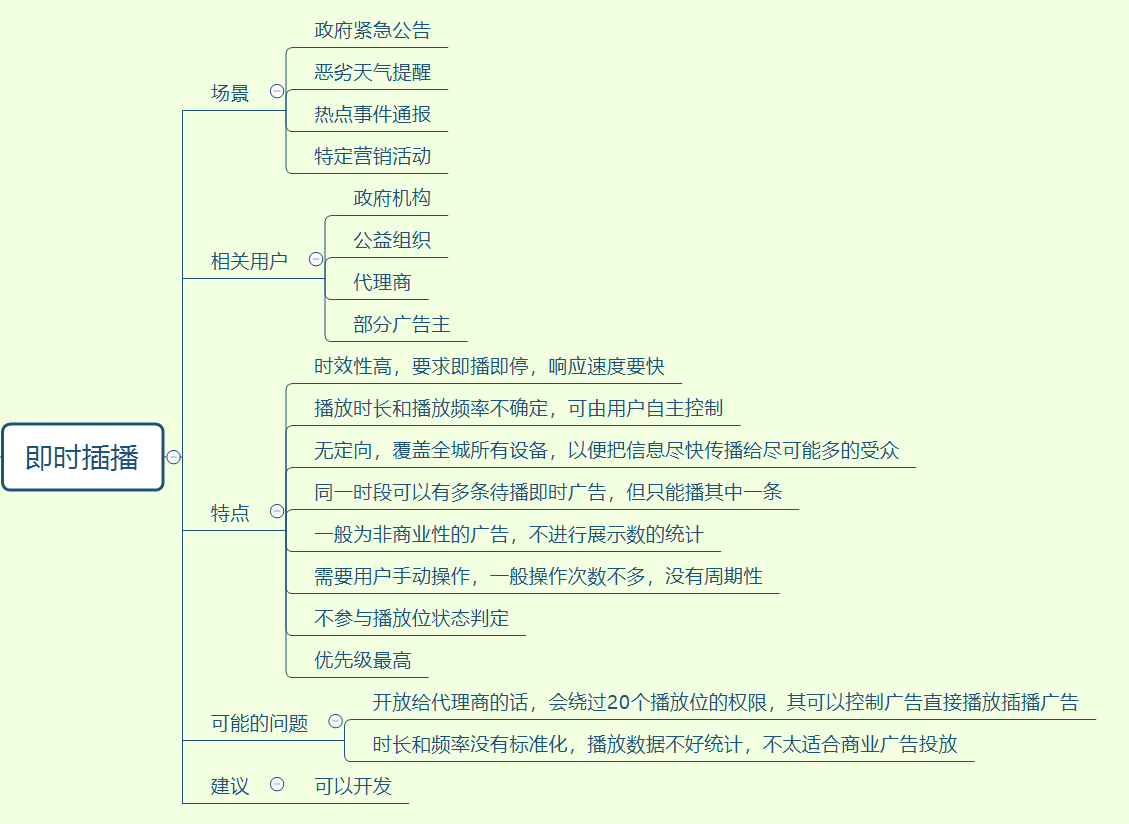 即时插播
场景
政府紧急公告
恶劣天气提醒
热点事件通报
特定营销活动
相关用户
政府机构
公益组织
代理商
部分广告主
特点
时效性高，要求即播即停，响应速度要快
播放时长和播放频率不确定，可由用户自主控制
无定向，覆盖全城所有设备，以便把信息尽快传播给尽可能多的受众
同一时段可以有多条待播即时广告，但只能播其中一条
一般为非商业性的广告，不进行展示数的统计
需要用户手动操作，一般操作次数不多，没有周期性
不参与播放位状态判定
优先级最高
可能的问题
开放给代理商的话，会绕过20个播放位的权限，其可以控制广告直接播放插播广告
时长和频率没有标准化，播放数据不好统计，不太适合商业广告投放
建议
可以开发